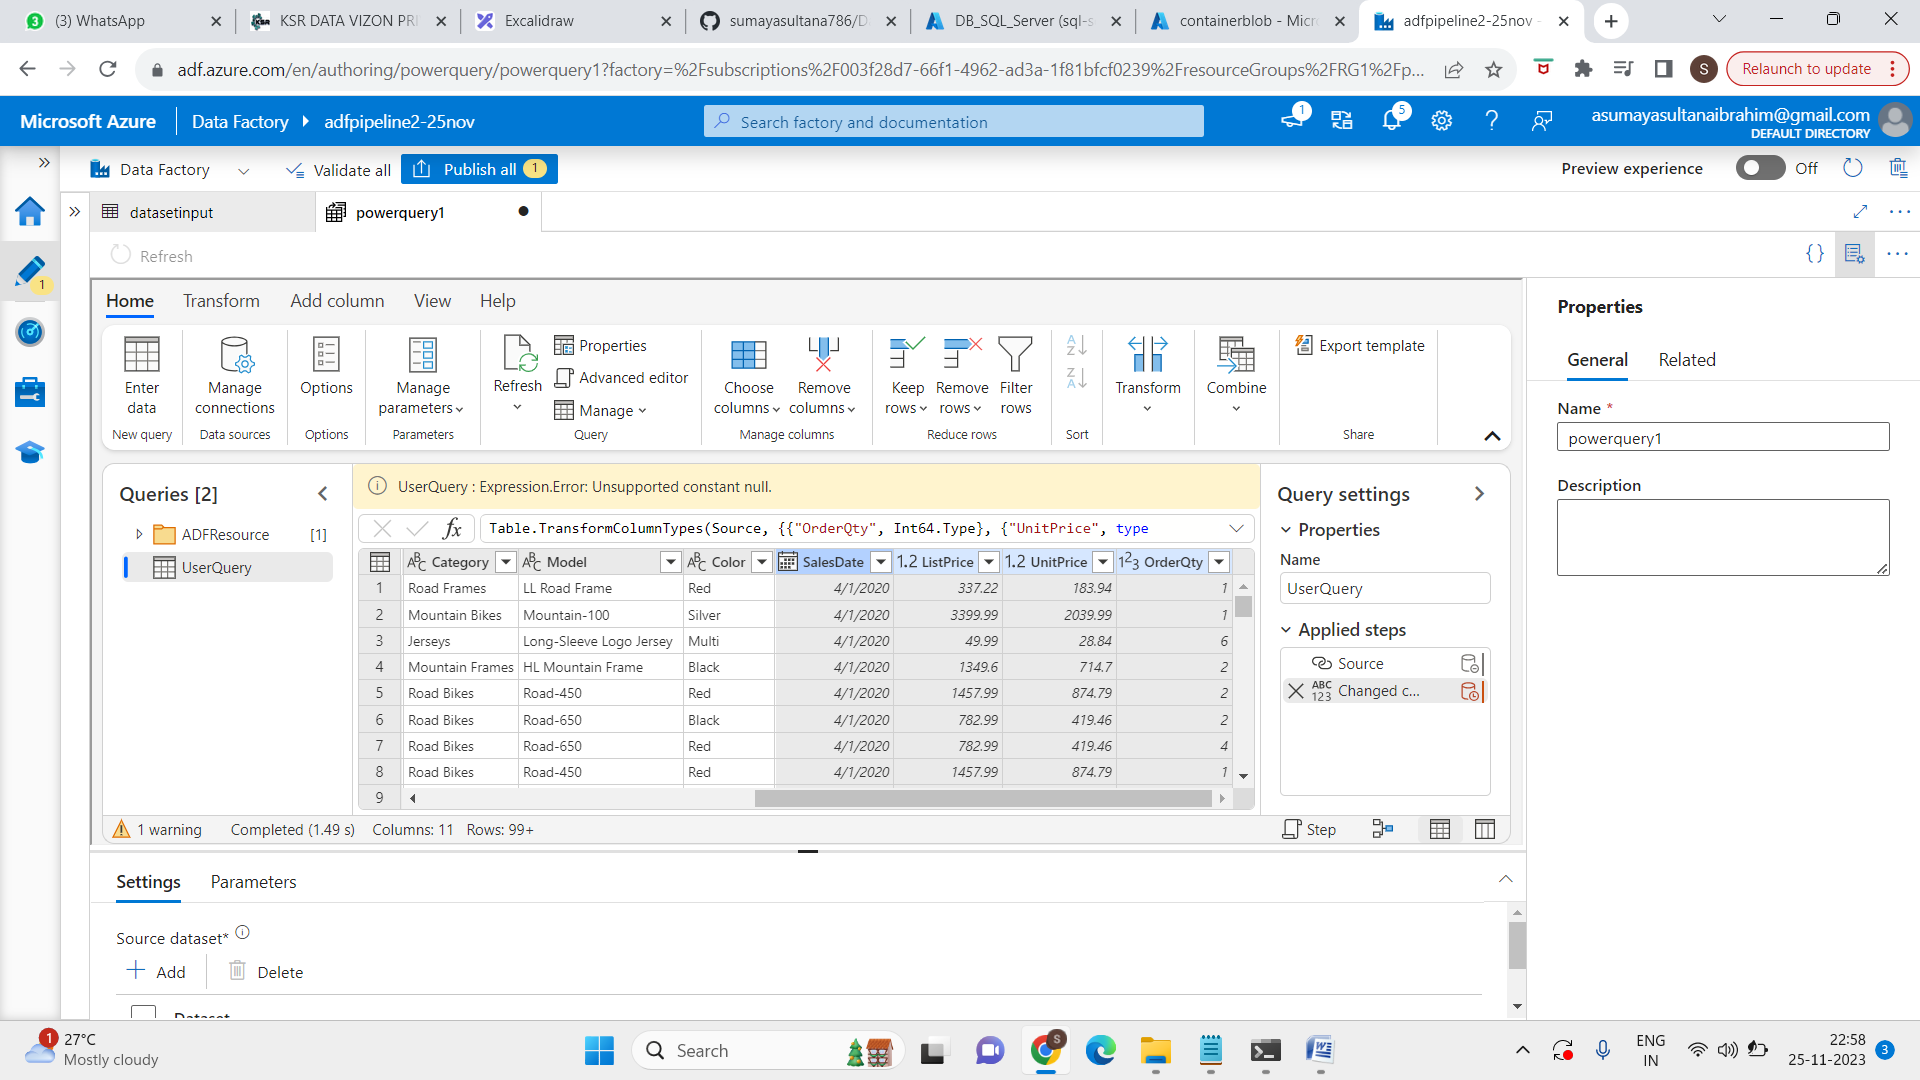 (3) WhatsApp
KSR DATA VIZON PRI
Excalidraw
sumayasultana786/D
DB_SQL_Server (sql-s
containerblob - Micro
adfpipeline2-25nov -
adf.azure.com/en/authoring/powerquery/powerquery1?factory=%2Fsubscriptions%2F003f28d7-66f1-4962-ad3a-1f81bfcf0239%2FresourceGroups%2FRG1%2Fp...
S
Relaunch to update
Microsoft Azure
Data Factory
adfpipeline2-25nov
Search factory and documentation
1
5
asumayasultanaibrahim@gmail.com
DEFAULT DIRECTORY
Data Factory
Validate all
Publish all 1
Preview experience
Off
datasetinput
powerquery1
Refresh
1
Home
Transform
Add column
View
Help
Enter data
New query
Manage connections
Data sources
Options
Options
Manage parameters
Parameters
Refresh
Properties
Advanced editor
Manage
Query
Choose columns
Remove columns
Manage columns
Keep rows
Remove rows
Filter rows
Reduce rows
Sort
Transform
Combine
Export template
Share
Queries [2]
ADFResource [1]
UserQuery
UserQuery : Expression.Error: Unsupported constant null.
fx
Table.TransformColumnTypes(Source, {{"OrderQty", Int64.Type}, {"UnitPrice", type
Category Model Color SalesDate 1.2 ListPrice 1.2 UnitPrice 123 OrderQty
1 Road Frames LL Road Frame Red 4/1/2020 337.22 183.94 1
2 Mountain Bikes Mountain-100 Silver 4/1/2020 3399.99 2039.99 1
3 Jerseys Long-Sleeve Logo Jersey Multi 4/1/2020 49.99 28.84 6
4 Mountain Frames HL Mountain Frame Black 4/1/2020 1349.6 714.7 2
5 Road Bikes Road-450 Red 4/1/2020 1457.99 874.79 2
6 Road Bikes Road-650 Black 4/1/2020 782.99 419.46 2
7 Road Bikes Road-650 Red 4/1/2020 782.99 419.46 4
8 Road Bikes Road-450 Red 4/1/2020 1457.99 874.79 1
9
1 warning
Completed (1.49 s)
Columns: 11
Rows: 99+
Step
Query settings
Properties
Name
UserQuery
Applied steps
Source
ABC 123 Changed c...
Properties
General
Related
Name *
powerquery1
Description
Settings
Parameters
Source dataset*
Add
Delete
Dataset
1
27°C
Mostly cloudy
Search
S
ENG
IN
22:58
25-11-2023
3